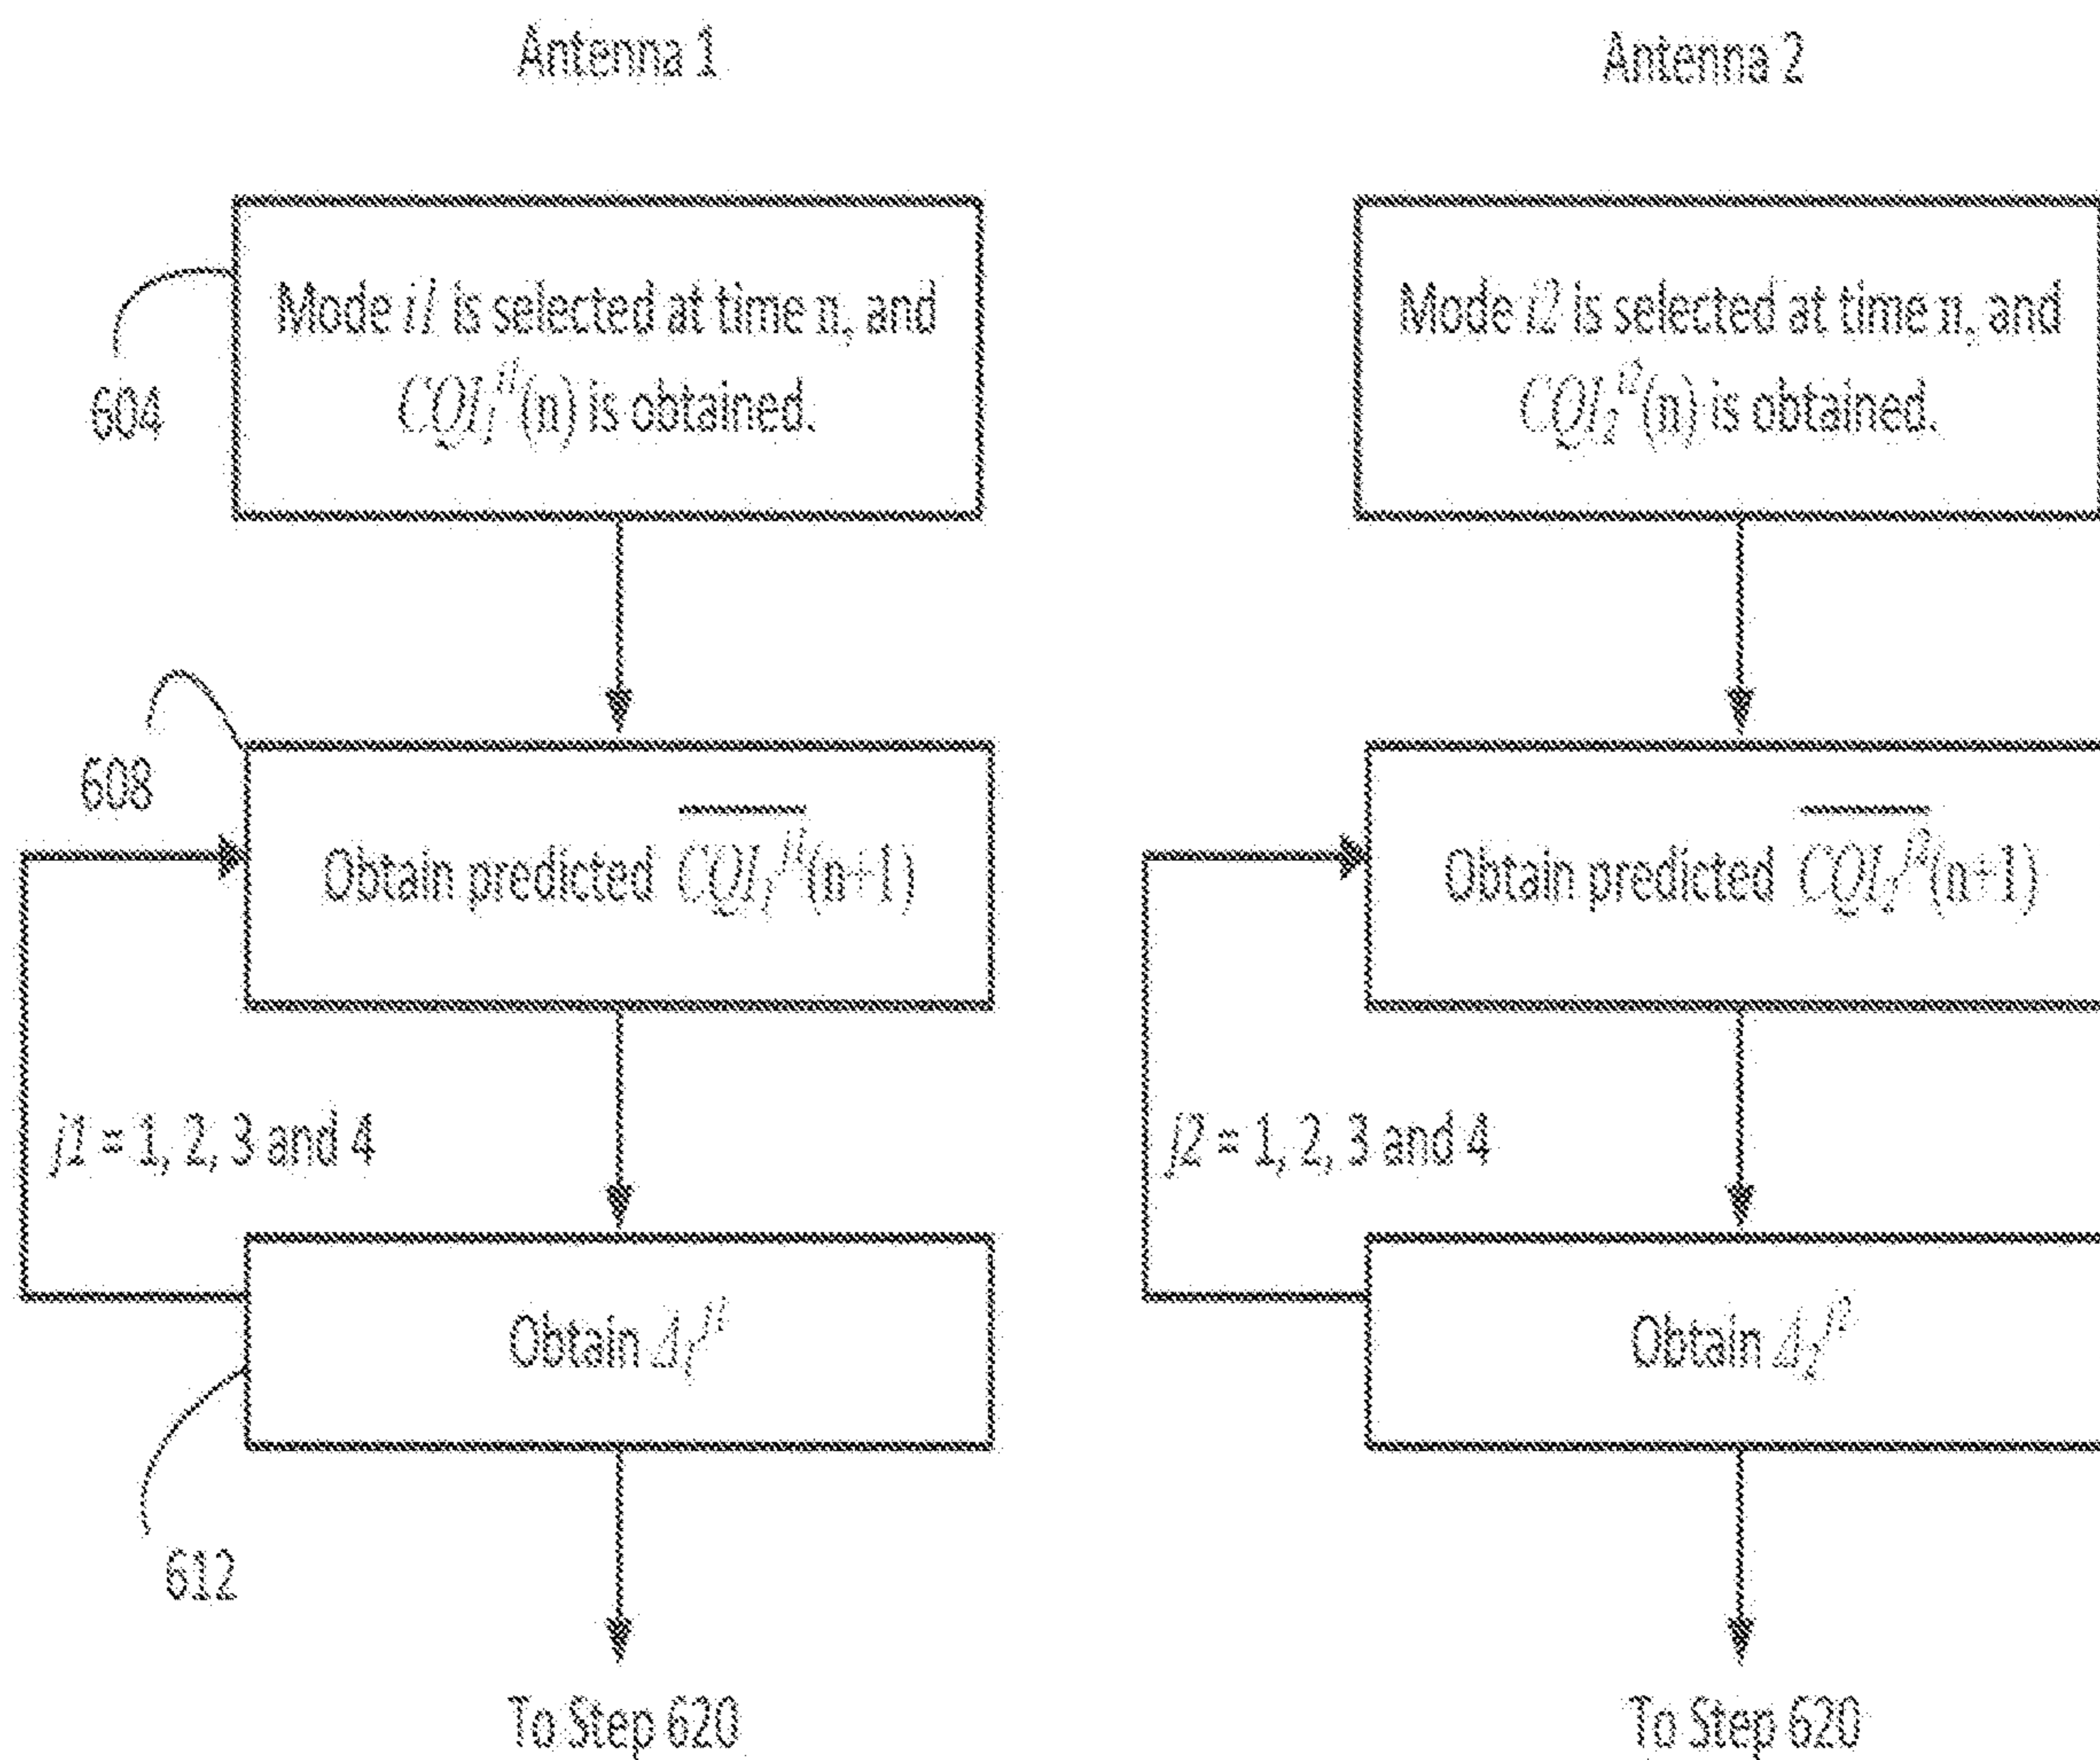 Antenna 1
Mode i1 is selected at time n, and
CQI₁ⁱ¹(n) is obtained.
604
608
Obtain predicted CQI₁ʲ¹(n+1)
j1 = 1, 2, 3 and 4
Obtain Δ₁ʲ¹
612
To Step 620
Antenna 2
Mode i2 is selected at time n, and
CQI₂ⁱ²(n) is obtained.
Obtain predicted CQI₂ʲ²(n+1)
j2 = 1, 2, 3 and 4
Obtain Δ₂ʲ²
To Step 620